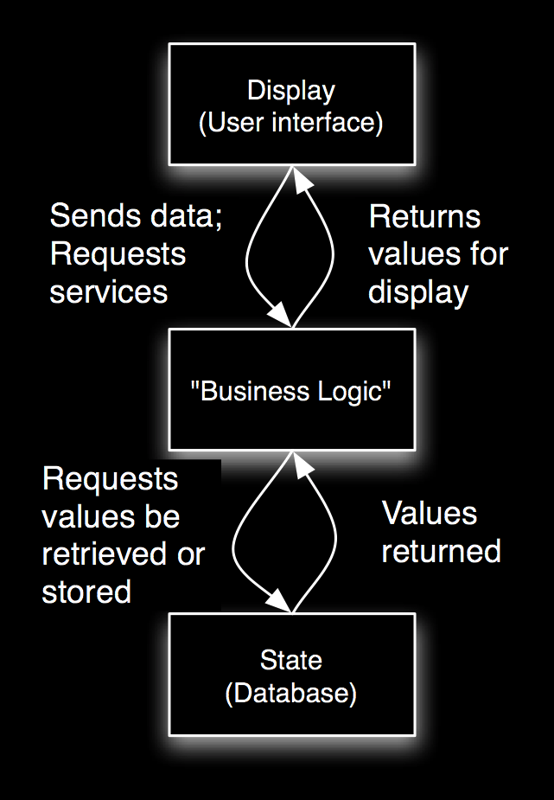 Display
(User interface)
Sends data;
Requests
services
Returns
values for
display
"Business Logic"
Requests
values be
retrieved or
stored
Values
returned
State
(Database)